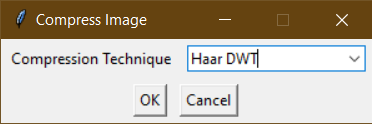 Compress Image
Compression Technique Haar DWT
OK Cancel